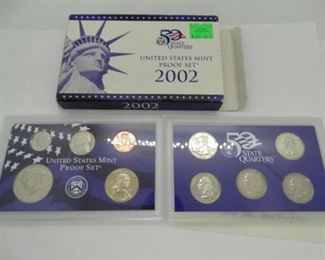 50
STATE
QUARTERS
UNITED STATES MINT
PROOF SET®
2002
2002
UNITED STATES MINT
PROOF SET®
50
STATE
QUARTERS